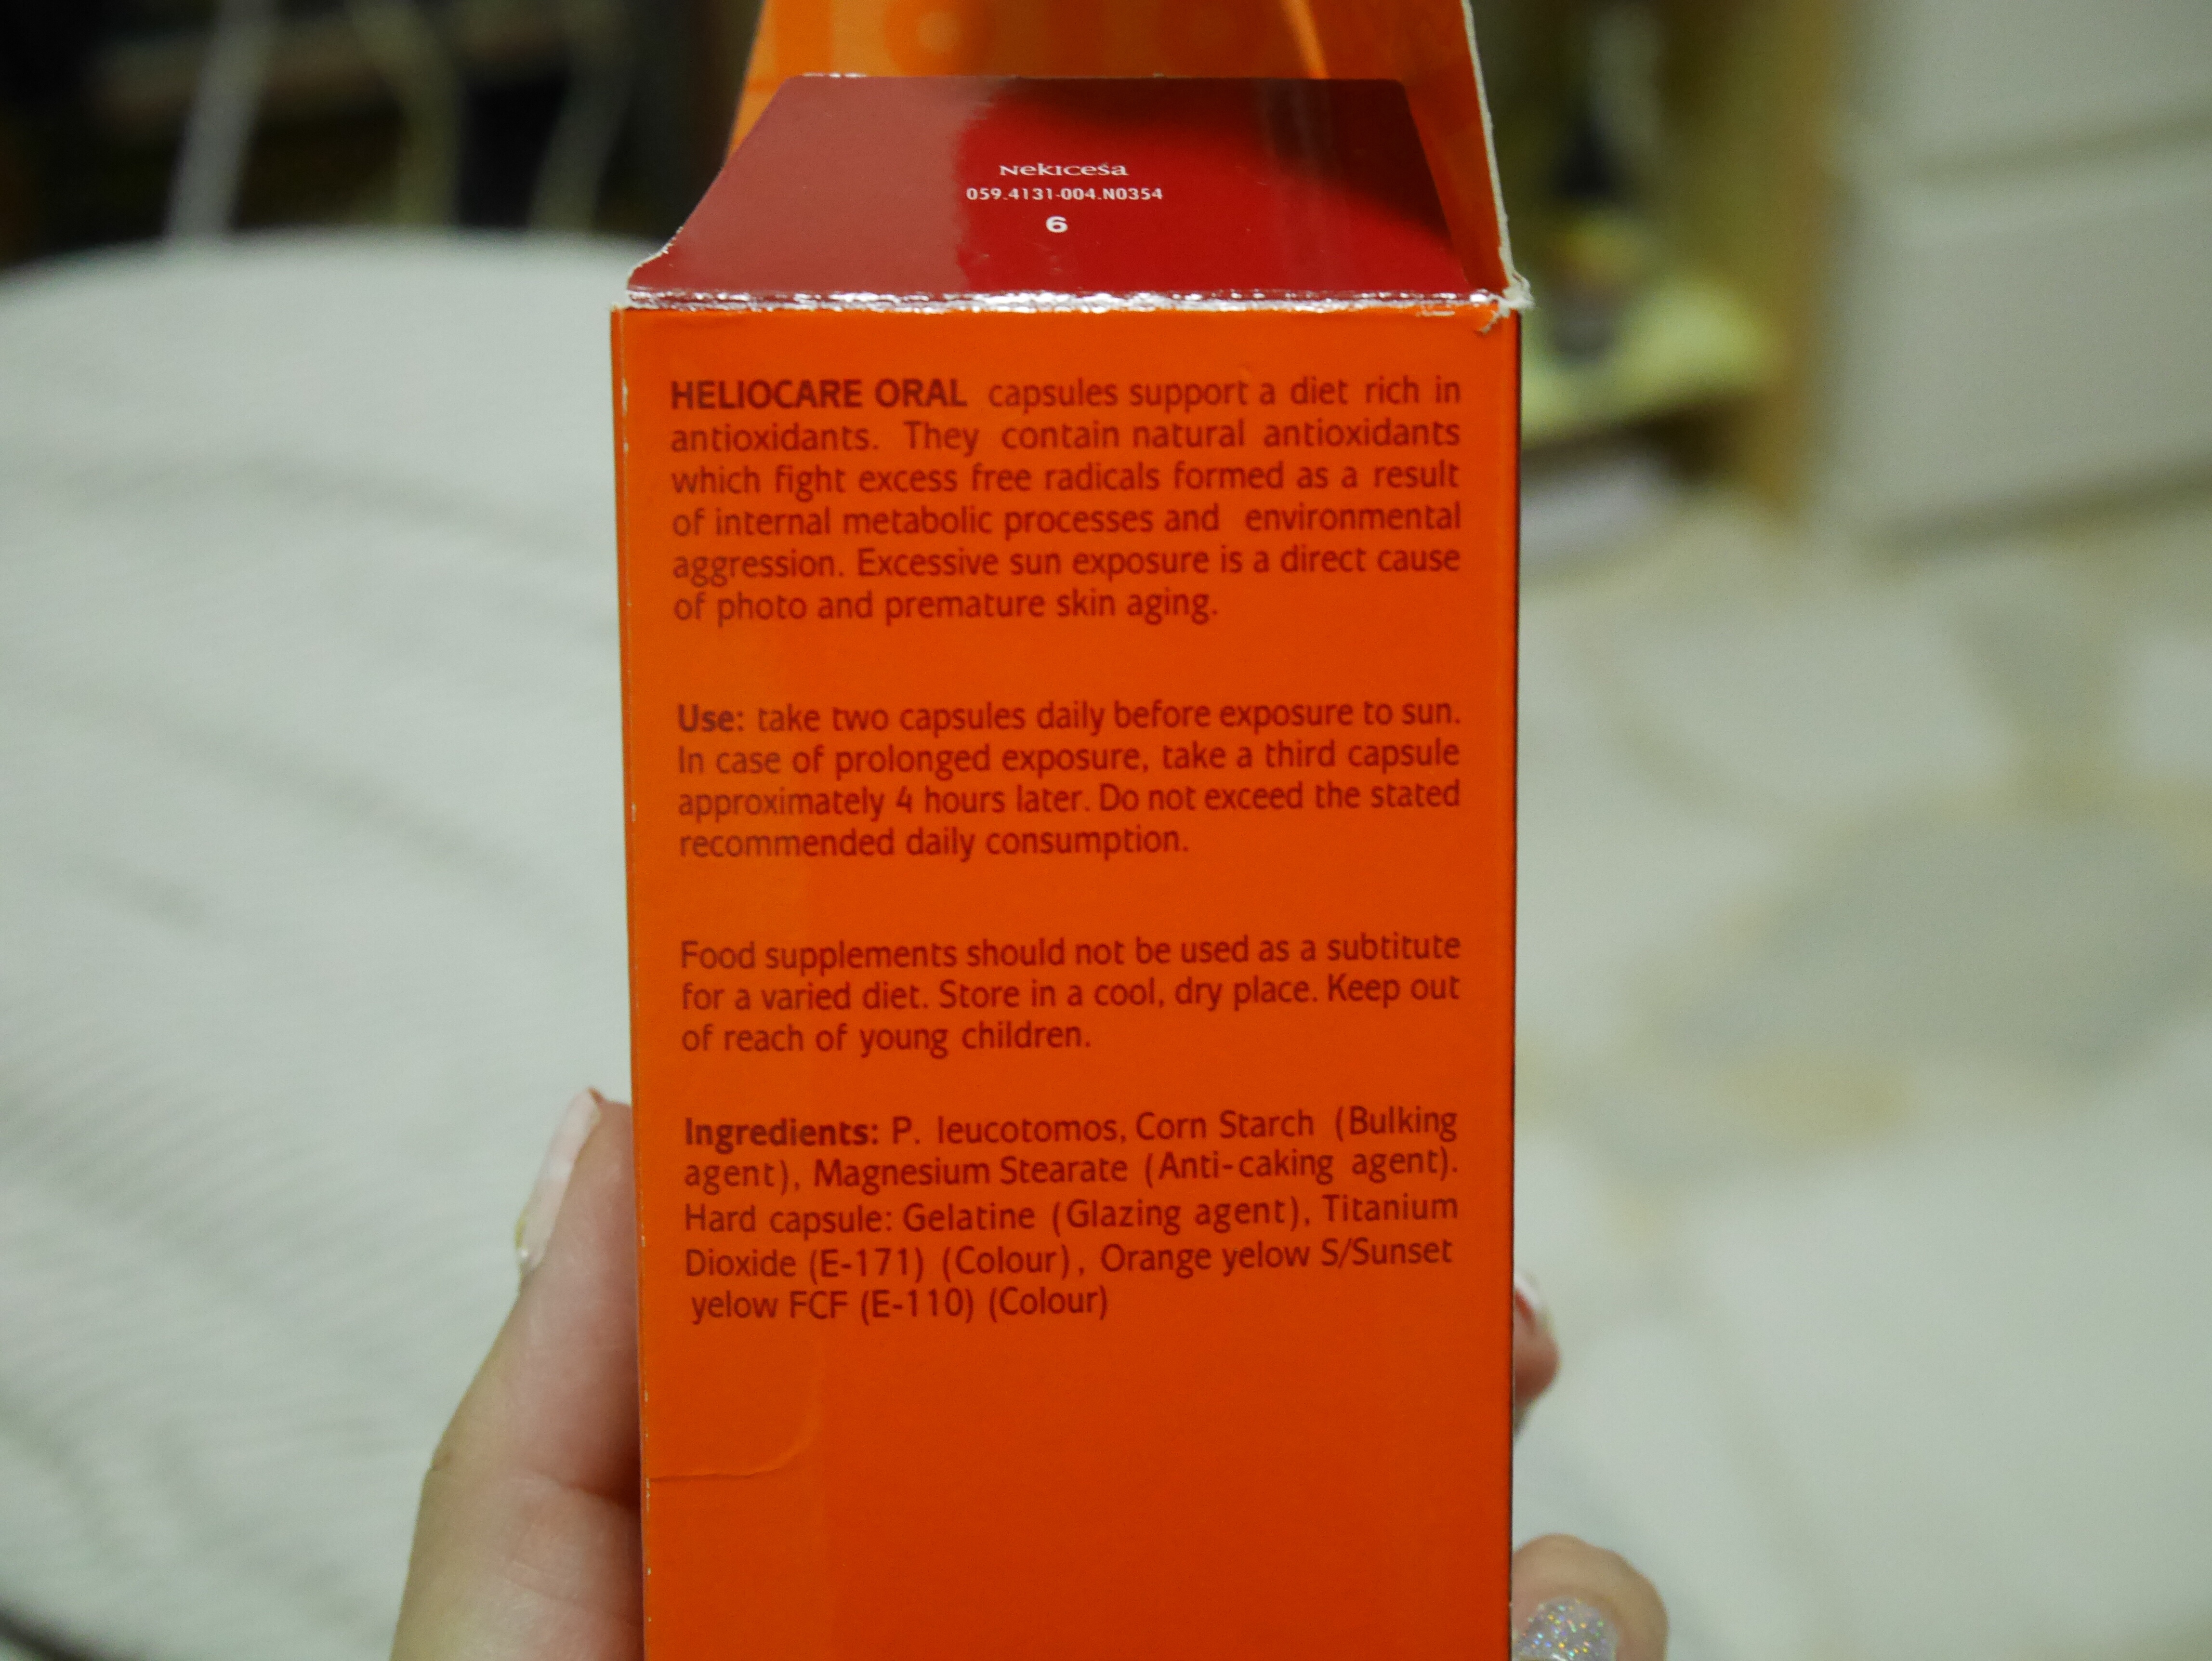 Nekicesa
059.4131-004.N0354
6
HELIOCARE ORAL capsules support a diet rich in
antioxidants. They contain natural antioxidants
which fight excess free radicals formed as a result
of internal metabolic processes and environmental
aggression. Excessive sun exposure is a direct cause
of photo and premature skin aging.
Use: take two capsules daily before exposure to sun.
In case of prolonged exposure, take a third capsule
approximately 4 hours later. Do not exceed the stated
recommended daily consumption.
Food supplements should not be used as a subtitute
for a varied diet. Store in a cool, dry place. Keep out
of reach of young children.
Ingredients: P. leucotomos, Corn Starch (Bulking
agent), Magnesium Stearate (Anti-caking agent).
Hard capsule: Gelatine (Glazing agent), Titanium
Dioxide (E-171) (Colour), Orange yelow S/Sunset
yelow FCF (E-110) (Colour)